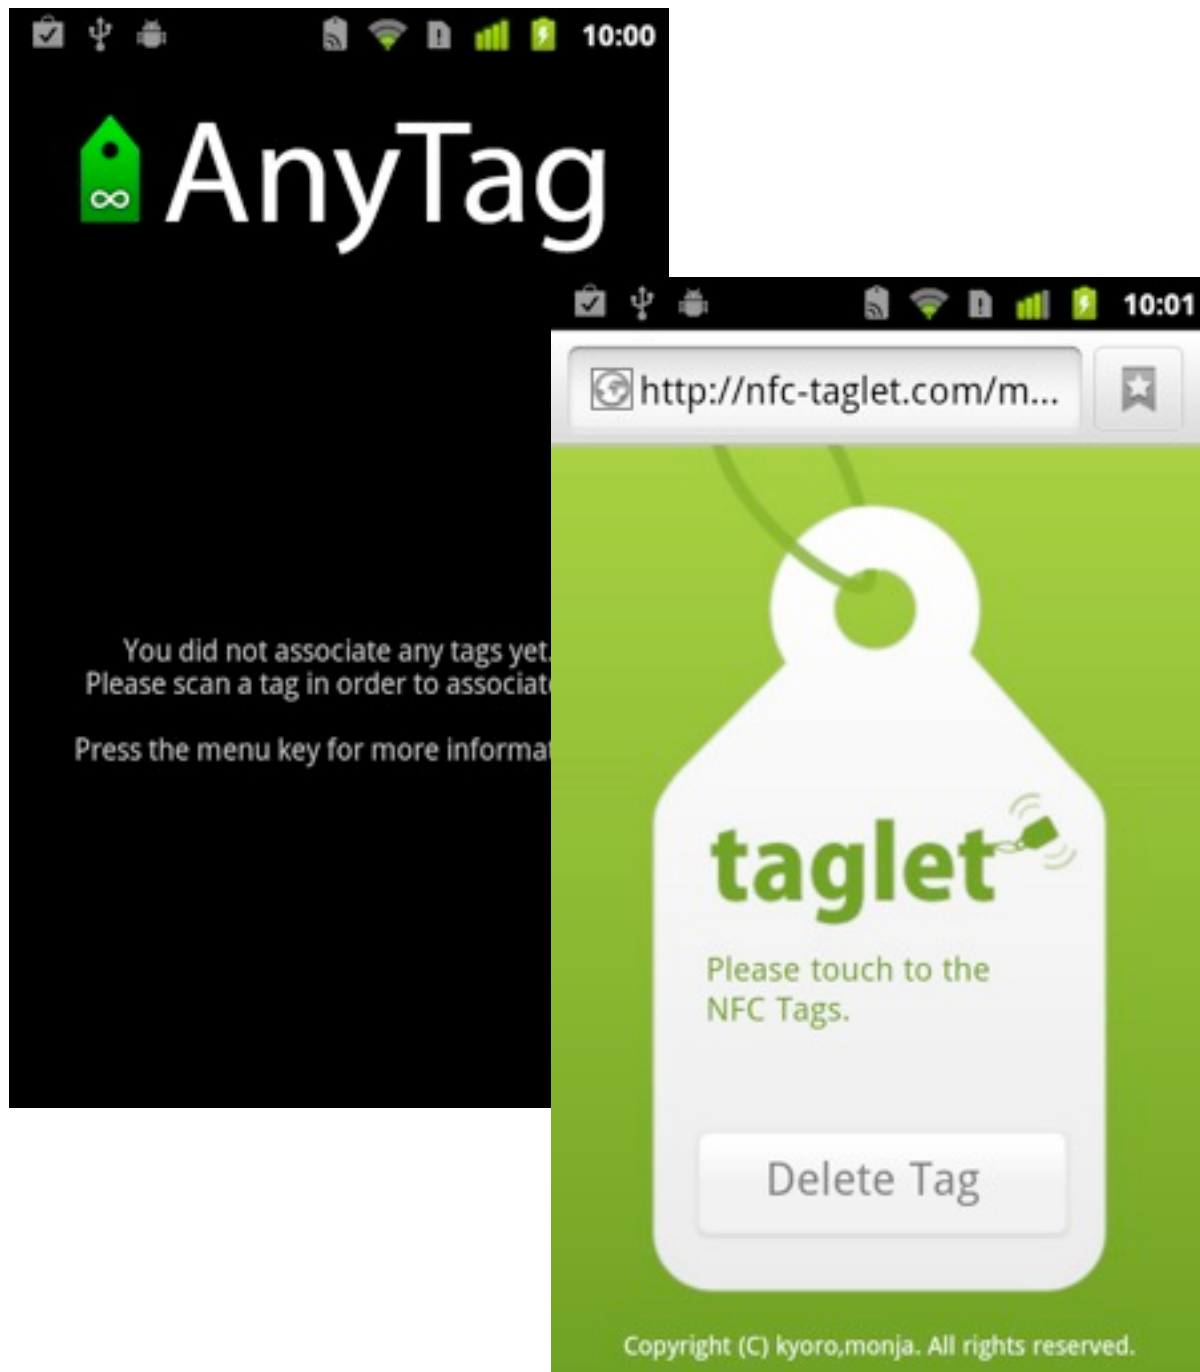 10:00
AnyTag
You did not associate any tags yet.
Please scan a tag in order to associate
Press the menu key for more informat
10:01
http://nfc-taglet.com/m...
taglet
Please touch to the
NFC Tags.
Delete Tag
Copyright (C) kyoro,monja. All rights reserved.